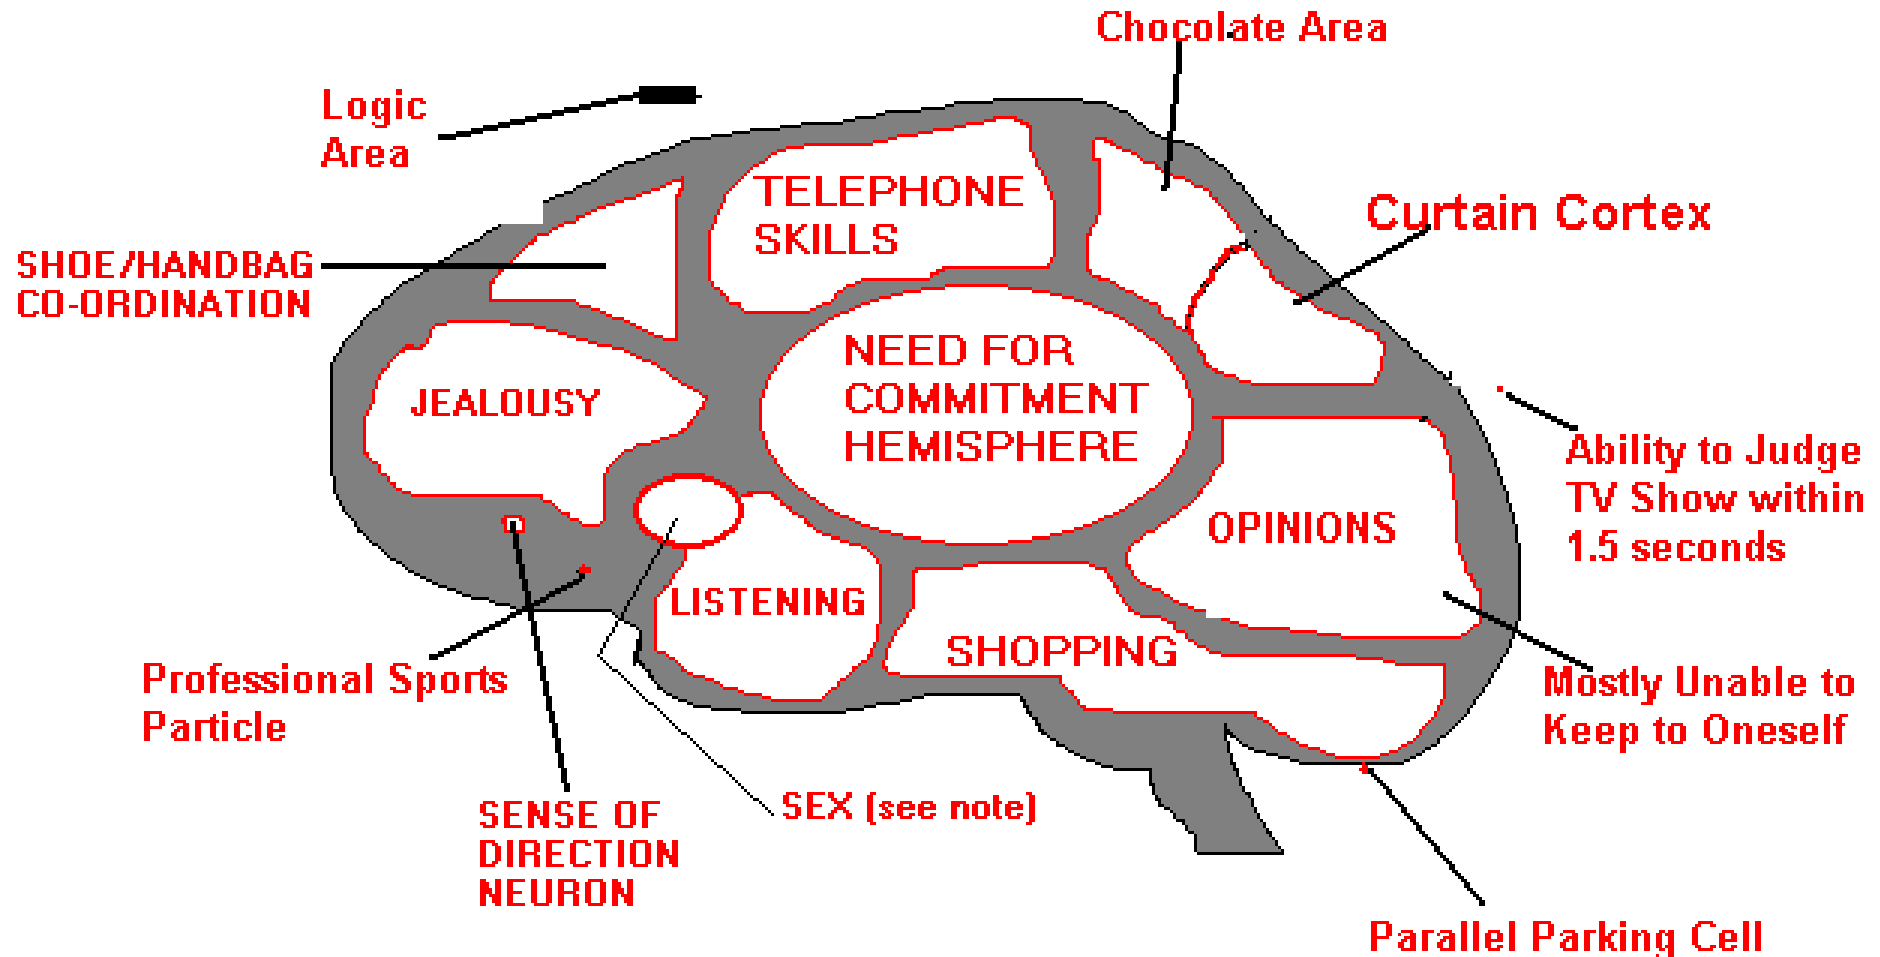 Chocolate Area
Logic
Area
TELEPHONE
SKILLS
Curtain Cortex
SHOE/HANDBAG
CO-ORDINATION
NEED FOR
COMMITMENT
HEMISPHERE
JEALOUSY
Ability to Judge
TV Show within
1.5 seconds
OPINIONS
LISTENING
SHOPPING
Professional Sports
Particle
Mostly Unable to
Keep to Oneself
SEX (see note)
SENSE OF
DIRECTION
NEURON
Parallel Parking Cell